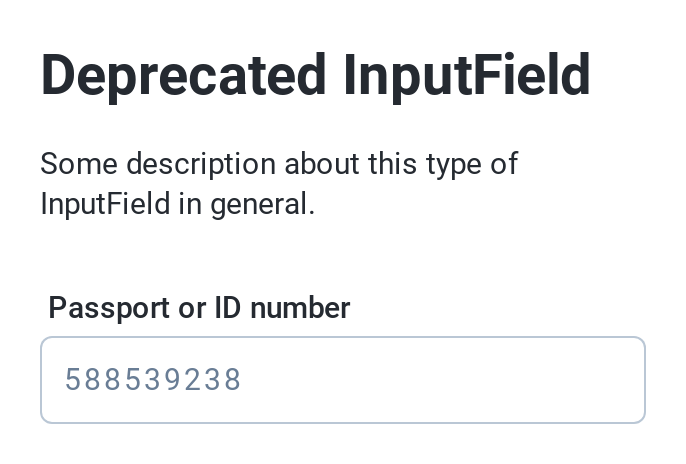 Deprecated InputField
Some description about this type of
InputField in general.
Passport or ID number
588539238